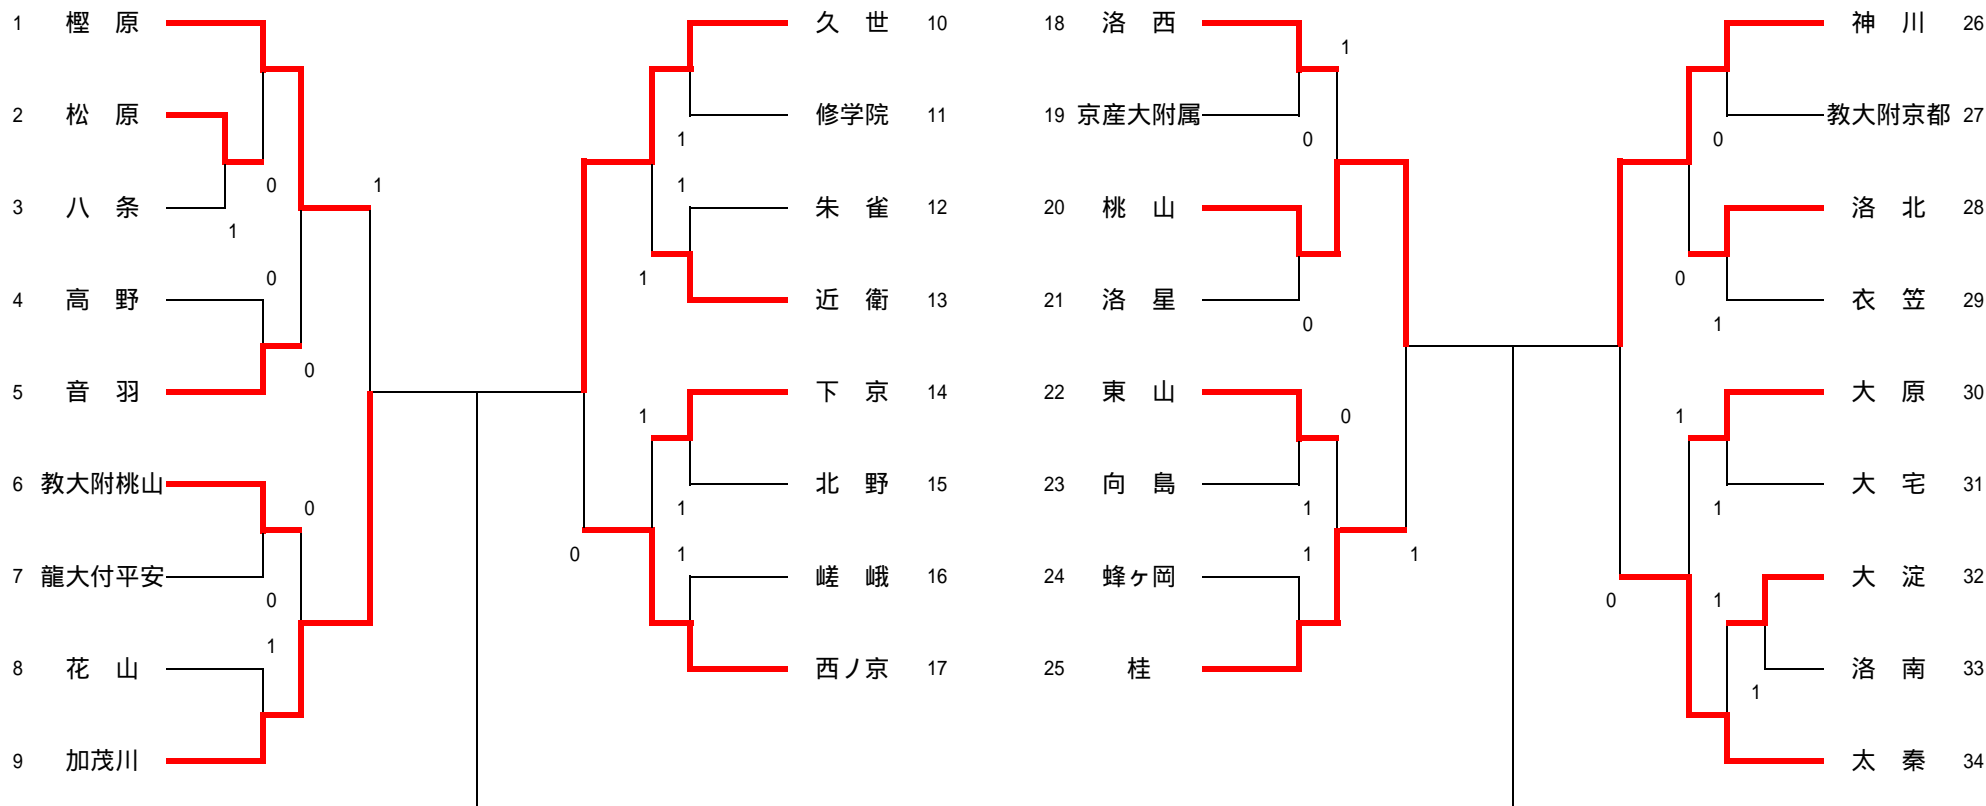 1 樫 原
2 松 原
3 八 条
4 高 野
5 音 羽
6 教大附桃山
7 龍大付平安
8 花 山
9 加茂川
0
1
1
0
0
0
0
1
久 世 10
修学院 11
朱 雀 12
近 衛 13
下 京 14
北 野 15
嵯 峨 16
西ノ京 17
1
1
1
1
1
0
1
18 洛 西
19 京産大附属
20 桃 山
21 洛 星
22 東 山
23 向 島
24 蜂ヶ岡
25 桂
1
0
0
0
1
1
1
神 川 26
教大附京都 27
洛 北 28
衣 笠 29
大 原 30
大 宅 31
大 淀 32
洛 南 33
太 秦 34
0
0
1
1
1
0
1
1